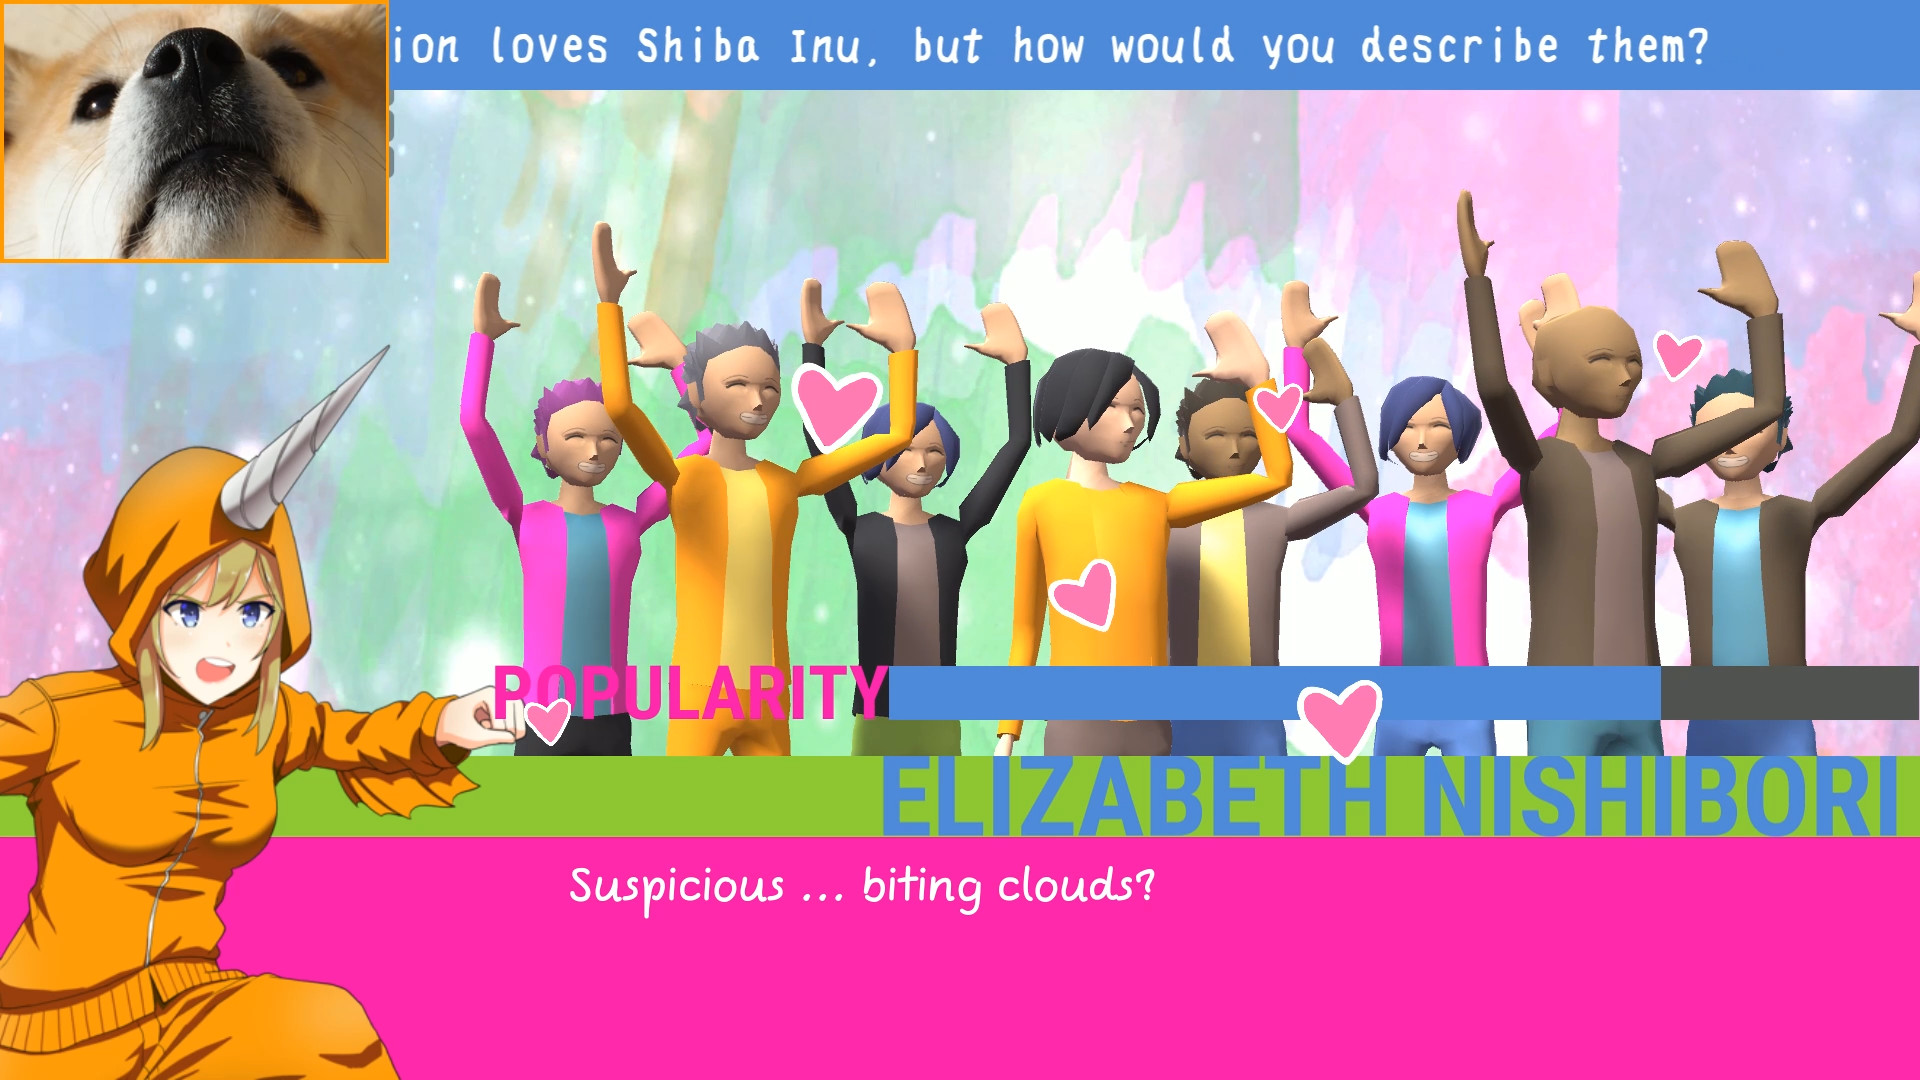 ion loves Shiba Inu, but how would you describe them?
POPULARITY
ELIZABETH NISHIBORI
Suspicious ... biting clouds?